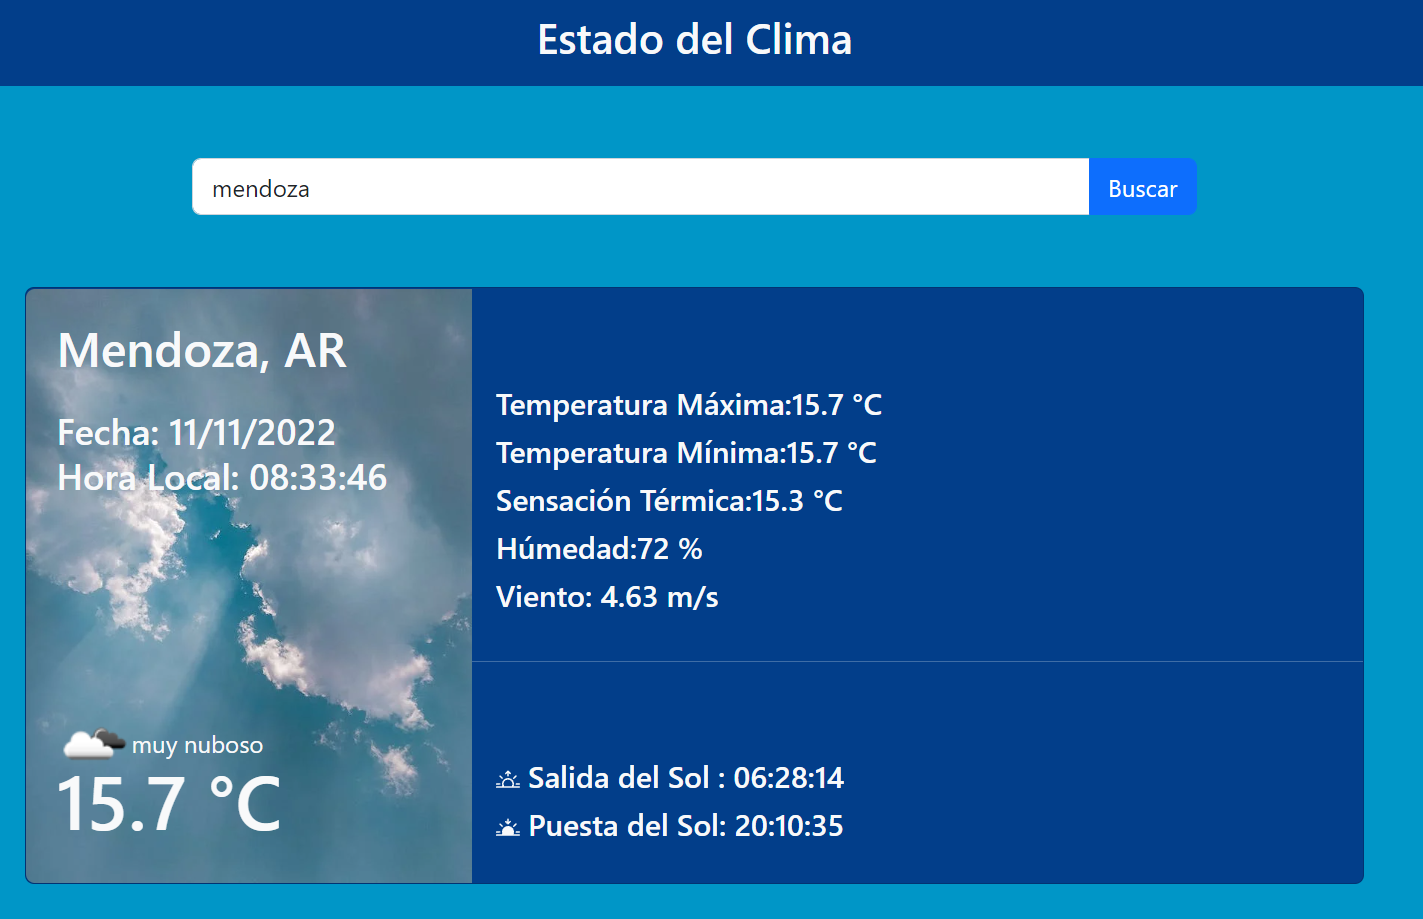 Estado del Clima
mendoza
Buscar
Mendoza, AR
Fecha: 11/11/2022
Hora Local: 08:33:46
muy nuboso
15.7 °C
Temperatura Máxima:15.7 °C
Temperatura Mínima:15.7 °C
Sensación Térmica:15.3 °C
Húmedad:72 %
Viento: 4.63 m/s
Salida del Sol : 06:28:14
Puesta del Sol: 20:10:35